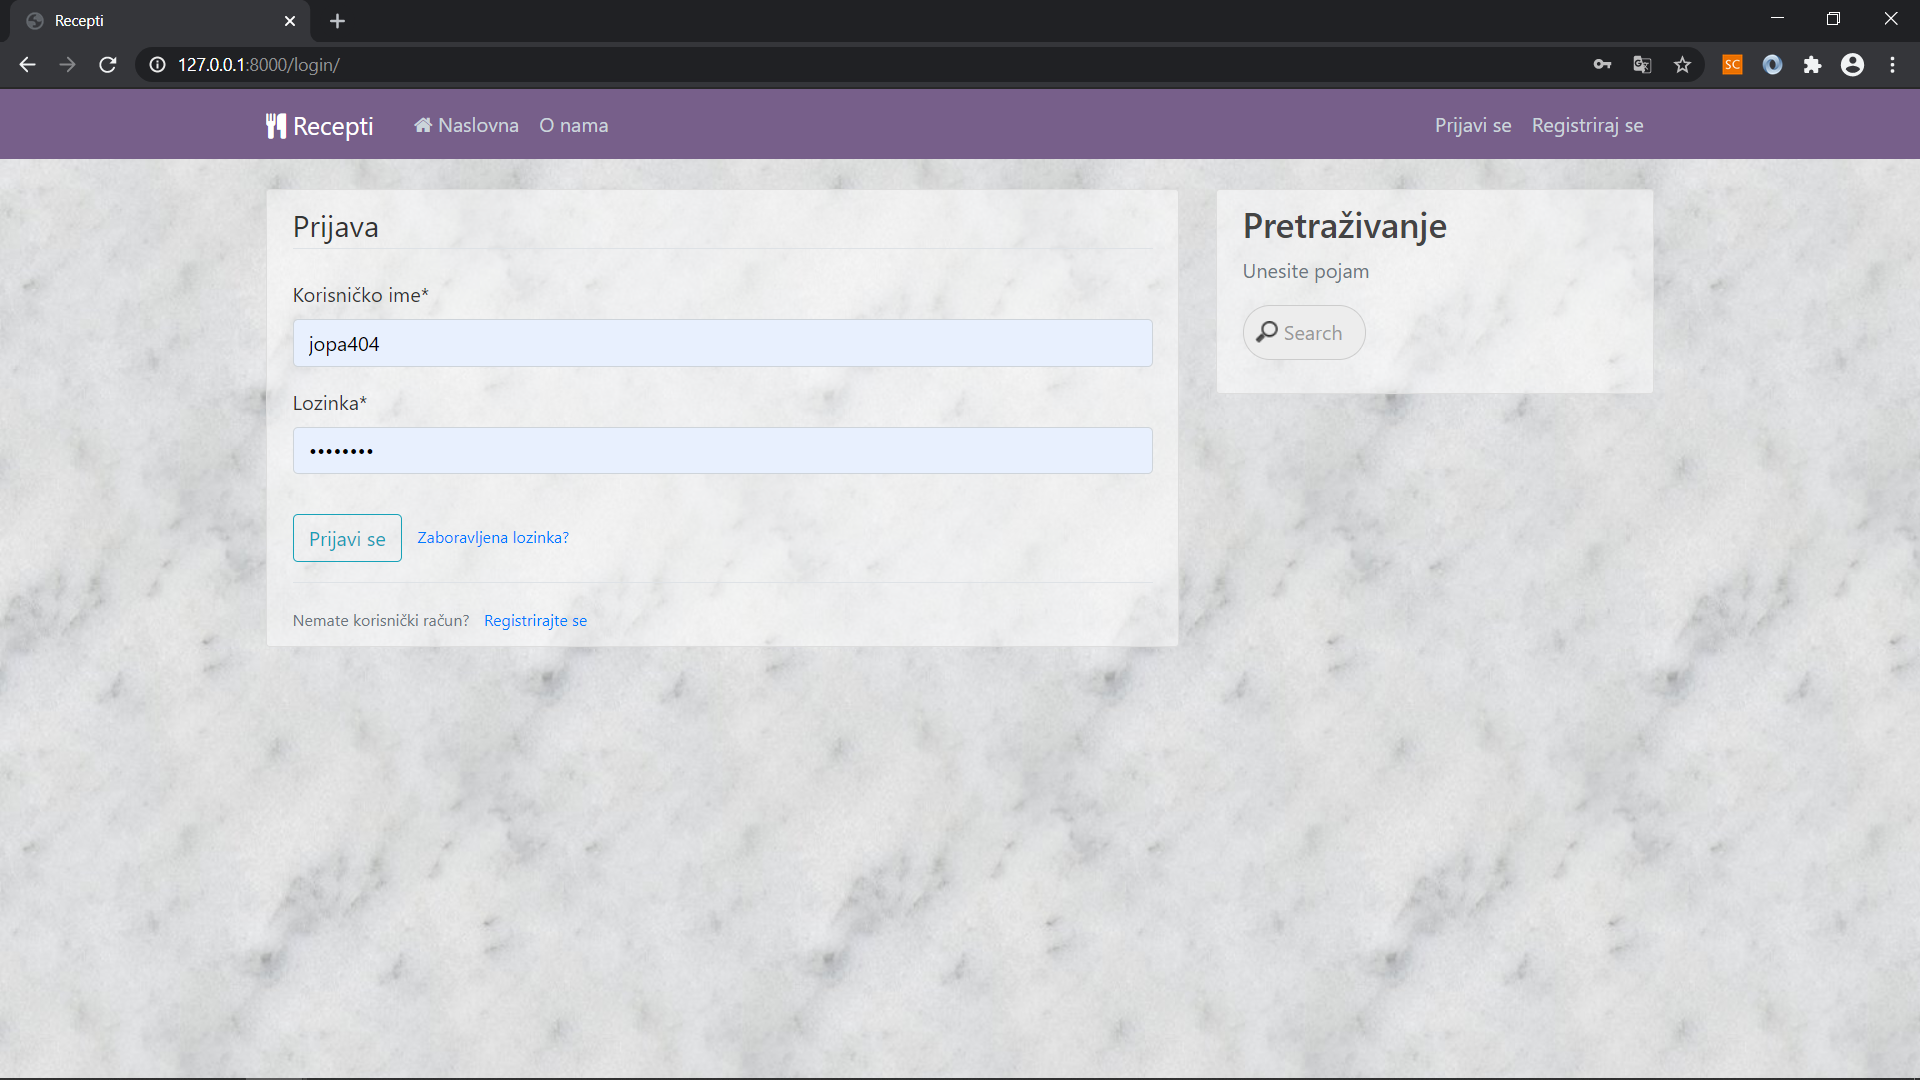 Recepti
127.0.0.1:8000/login/
SC
Recepti Naslovna O nama Prijavi se Registriraj se
Prijava
Korisničko ime*
jopa404
Lozinka*
••••••••
Prijavi se Zaboravljena lozinka?
Nemate korisnički račun? Registrirajte se
Pretraživanje
Unesite pojam
Search